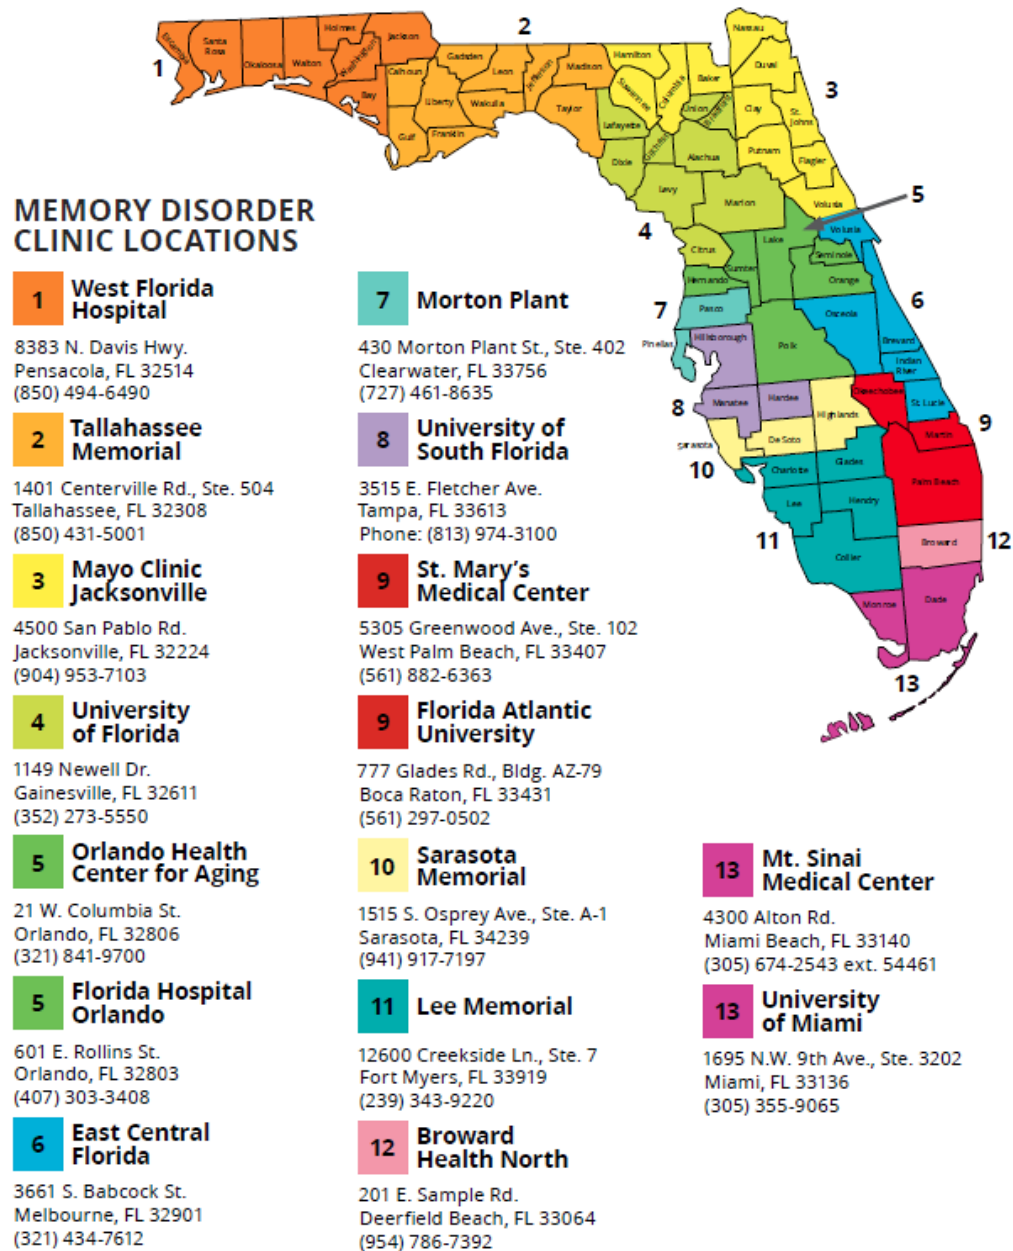 2
1
3
5
4
7
6
8
9
10
11
12
13
Escambia
Santa
Rosa
Okaloosa
Walton
Holmes
Washington
Jackson
Bay
Calhoun
Gulf
Gadsden
Liberty
Franklin
Leon
Wakulla
Jefferson
Madison
Taylor
Hamilton
Suwannee
Columbia
Baker
Nassau
Duval
Clay
St.
Johns
Putnam
Flagler
Volusia
Lafayette
Dixie
Gilchrist
Union
Bradford
Alachua
Levy
Marion
Citrus
Hernando
Sumter
Lake
Seminole
Orange
Polk
Volusia
Osceola
Brevard
Indian
River
St. Lucie
Pasco
Pinellas
Hillsborough
Manatee
Hardee
Highlands
Sarasota
De Soto
Okeechobee
Martin
Palm Beach
Charlotte
Glades
Lee
Hendry
Collier
Broward
Monroe
Dade
MEMORY DISORDER
CLINIC LOCATIONS
1
West Florida
Hospital
8383 N. Davis Hwy.
Pensacola, FL 32514
(850) 494-6490
2
Tallahassee
Memorial
1401 Centerville Rd., Ste. 504
Tallahassee, FL 32308
(850) 431-5001
3
Mayo Clinic
Jacksonville
4500 San Pablo Rd.
Jacksonville, FL 32224
(904) 953-7103
4
University
of Florida
1149 Newell Dr.
Gainesville, FL 32611
(352) 273-5550
5
Orlando Health
Center for Aging
21 W. Columbia St.
Orlando, FL 32806
(321) 841-9700
5
Florida Hospital
Orlando
601 E. Rollins St.
Orlando, FL 32803
(407) 303-3408
6
East Central
Florida
3661 S. Babcock St.
Melbourne, FL 32901
(321) 434-7612
7
Morton Plant
430 Morton Plant St., Ste. 402
Clearwater, FL 33756
(727) 461-8635
8
University of
South Florida
3515 E. Fletcher Ave.
Tampa, FL 33613
Phone: (813) 974-3100
9
St. Mary's
Medical Center
5305 Greenwood Ave., Ste. 102
West Palm Beach, FL 33407
(561) 882-6363
9
Florida Atlantic
University
777 Glades Rd., Bldg. AZ-79
Boca Raton, FL 33431
(561) 297-0502
10
Sarasota
Memorial
1515 S. Osprey Ave., Ste. A-1
Sarasota, FL 34239
(941) 917-7197
11
Lee Memorial
12600 Creekside Ln., Ste. 7
Fort Myers, FL 33919
(239) 343-9220
12
Broward
Health North
201 E. Sample Rd.
Deerfield Beach, FL 33064
(954) 786-7392
13
Mt. Sinai
Medical Center
4300 Alton Rd.
Miami Beach, FL 33140
(305) 674-2543 ext. 54461
13
University
of Miami
1695 N.W. 9th Ave., Ste. 3202
Miami, FL 33136
(305) 355-9065